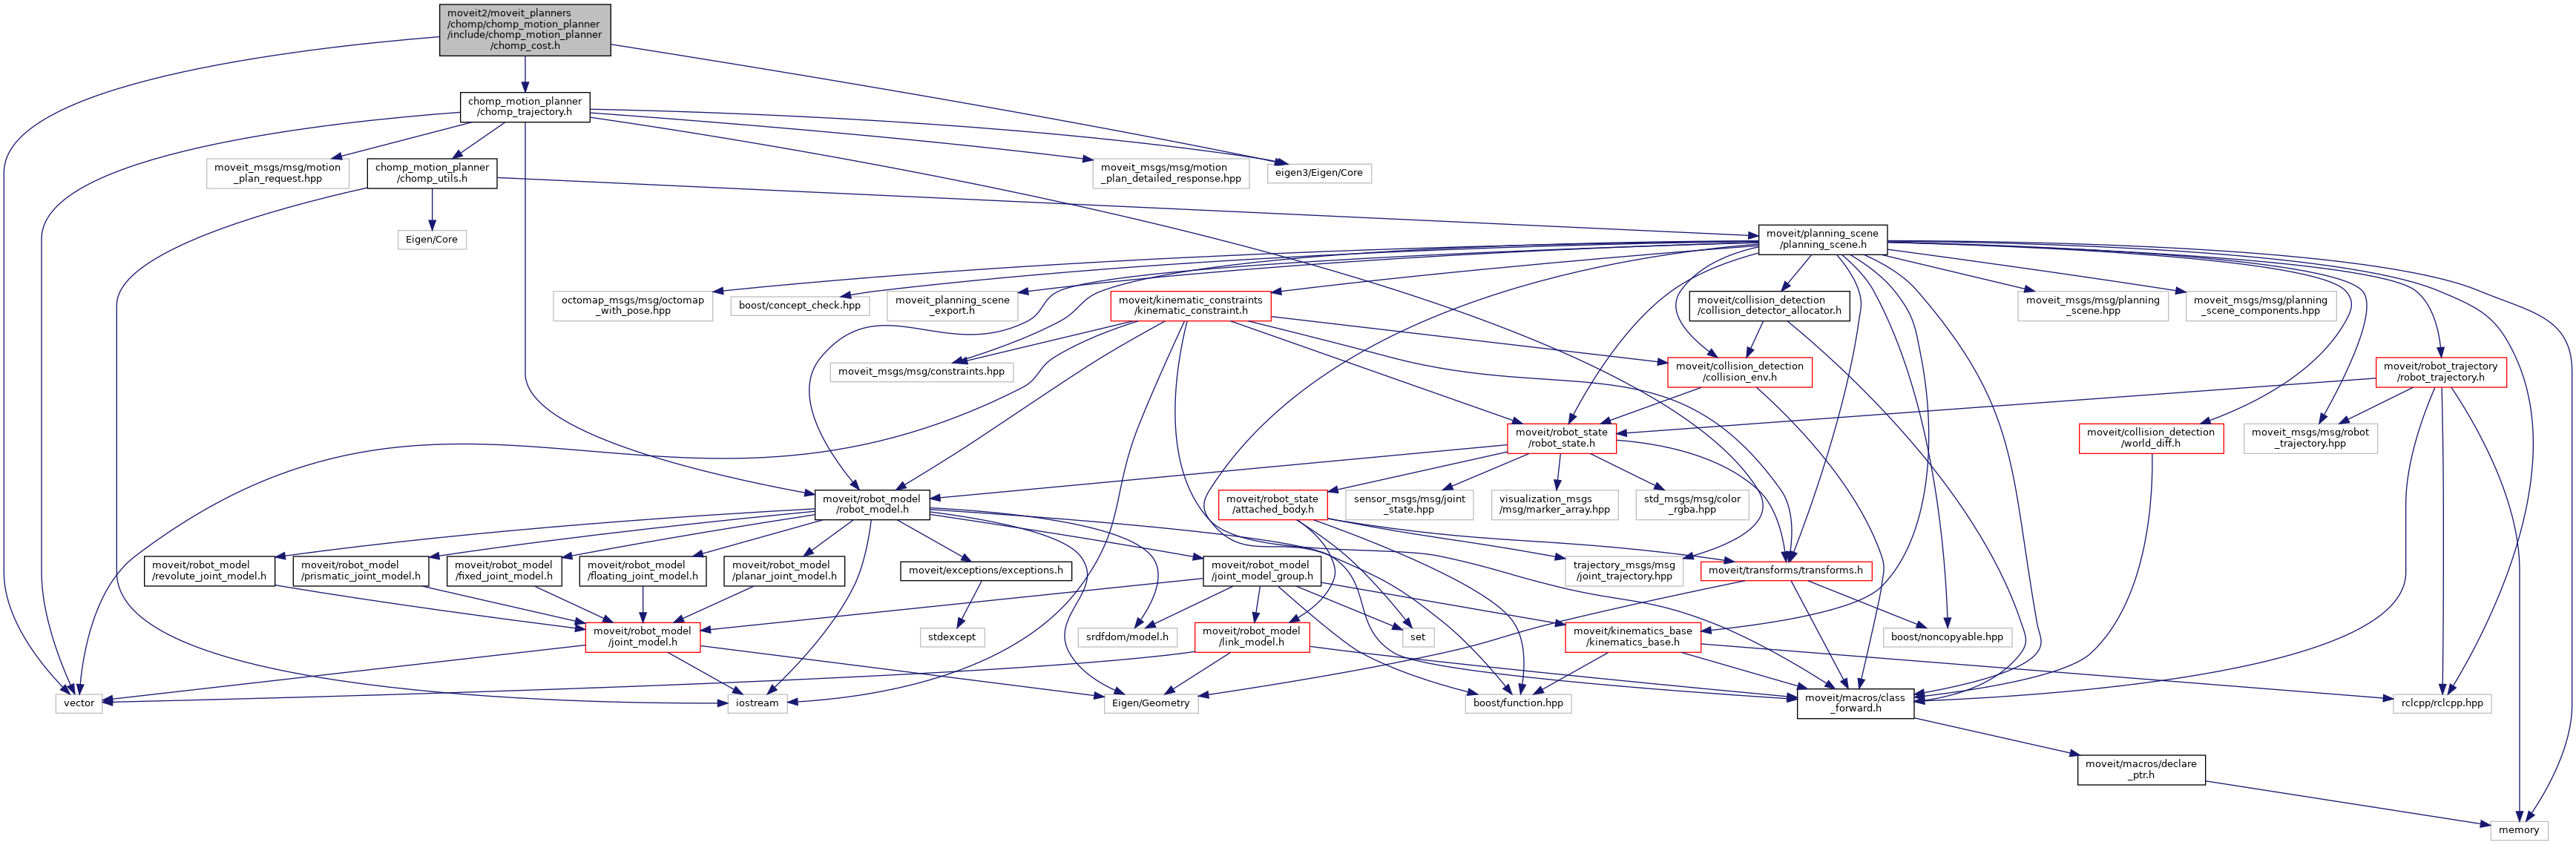 moveit2/moveit_planners
/chomp/chomp_motion_planner
/include/chomp_motion_planner
/chomp_cost.h
chomp_motion_planner
/chomp_trajectory.h
moveit_msgs/msg/motion
_plan_request.hpp
chomp_motion_planner
/chomp_utils.h
moveit_msgs/msg/motion
_plan_detailed_response.hpp
eigen3/Eigen/Core
Eigen/Core
moveit/planning_scene
/planning_scene.h
octomap_msgs/msg/octomap
_with_pose.hpp
boost/concept_check.hpp
moveit_planning_scene
_export.h
moveit/kinematic_constraints
/kinematic_constraint.h
moveit/collision_detection
/collision_detector_allocator.h
moveit_msgs/msg/planning
_scene.hpp
moveit_msgs/msg/planning
_scene_components.hpp
moveit_msgs/msg/constraints.hpp
moveit/collision_detection
/collision_env.h
moveit/robot_trajectory
/robot_trajectory.h
moveit/robot_state
/robot_state.h
moveit/collision_detection
/world_diff.h
moveit_msgs/msg/robot
_trajectory.hpp
moveit/robot_model
/robot_model.h
moveit/robot_state
/attached_body.h
sensor_msgs/msg/joint
_state.hpp
visualization_msgs
/msg/marker_array.hpp
std_msgs/msg/color
_rgba.hpp
moveit/robot_model
/revolute_joint_model.h
moveit/robot_model
/prismatic_joint_model.h
moveit/robot_model
/fixed_joint_model.h
moveit/robot_model
/floating_joint_model.h
moveit/robot_model
/planar_joint_model.h
moveit/exceptions/exceptions.h
moveit/robot_model
/joint_model_group.h
trajectory_msgs/msg
/joint_trajectory.hpp
moveit/transforms/transforms.h
moveit/robot_model
/joint_model.h
stdexcept
srdfdom/model.h
moveit/robot_model
/link_model.h
set
moveit/kinematics_base
/kinematics_base.h
boost/noncopyable.hpp
vector
iostream
Eigen/Geometry
boost/function.hpp
moveit/macros/class
_forward.h
rclcpp/rclcpp.hpp
moveit/macros/declare
_ptr.h
memory